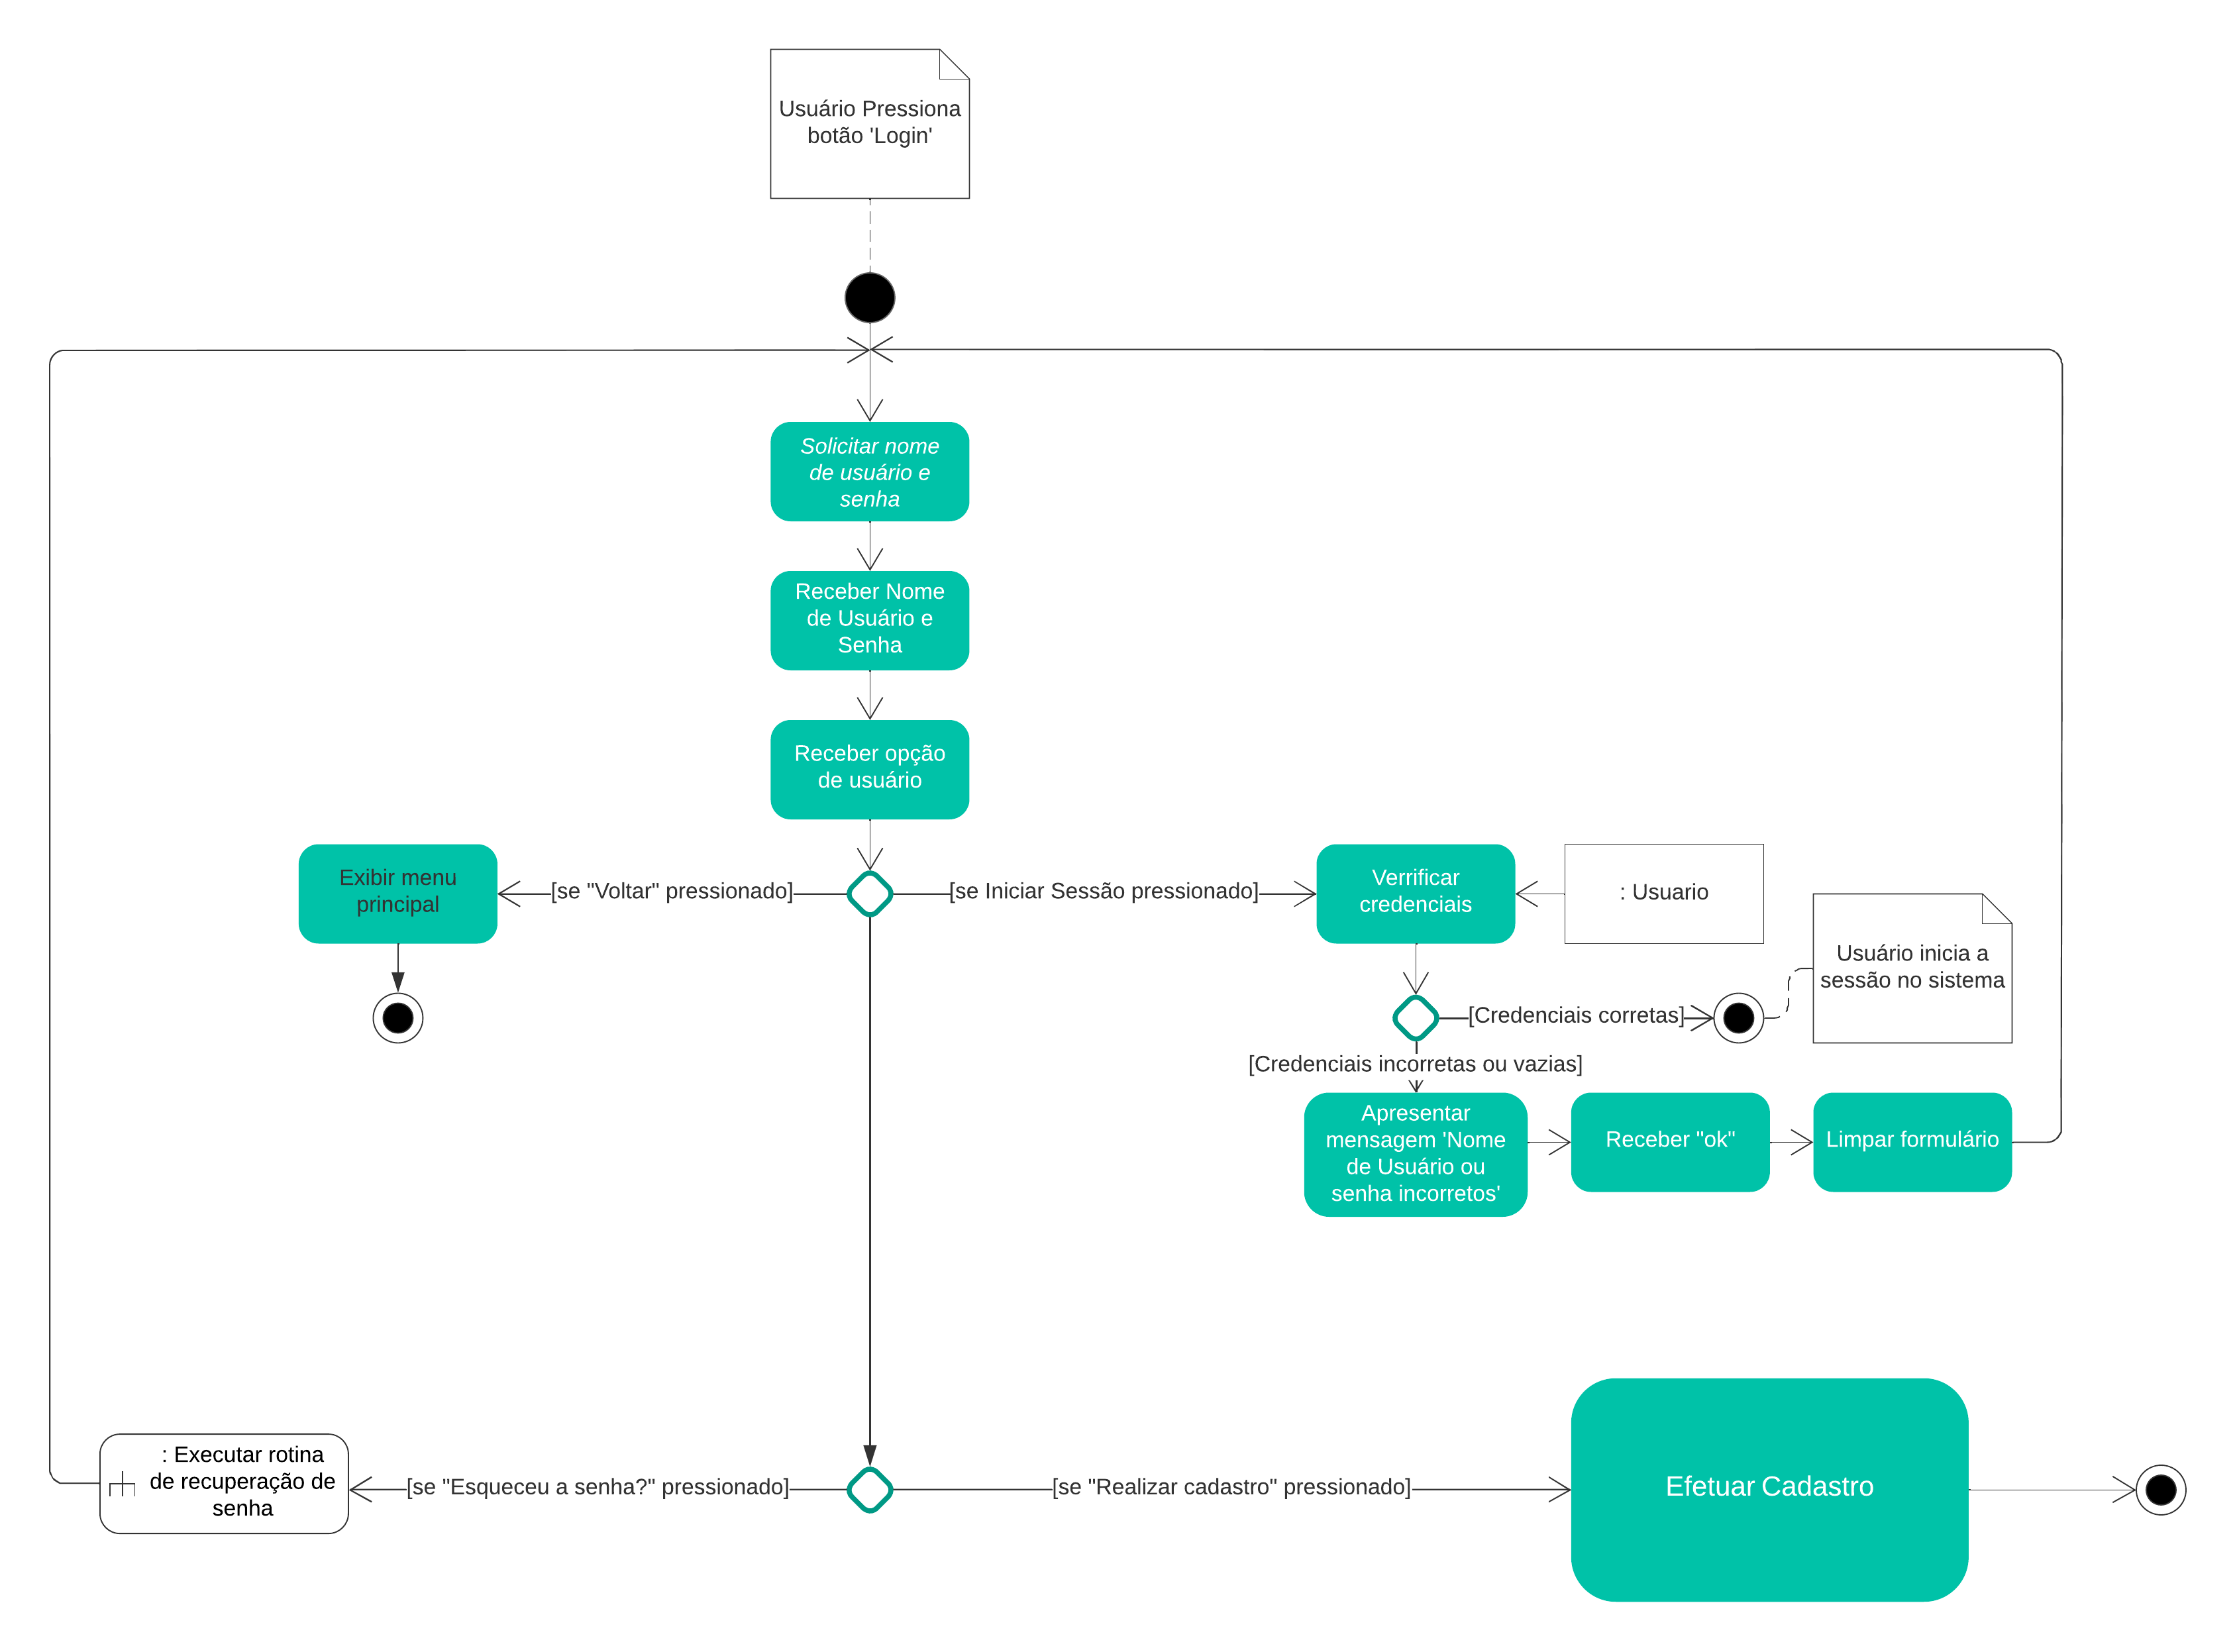 Usuário Pressiona
botão 'Login'
Solicitar nome
de usuário e
senha
Receber Nome
de Usuário e
Senha
Receber opção
de usuário
Exibir menu
principal
[se "Voltar" pressionado]
[se Iniciar Sessão pressionado]
Verrificar
credenciais
: Usuario
Usuário inicia a
sessão no sistema
[Credenciais corretas]
[Credenciais incorretas ou vazias]
Apresentar
mensagem 'Nome
de Usuário ou
senha incorretos'
Receber "ok"
Limpar formulário
: Executar rotina
de recuperação de
senha
[se "Esqueceu a senha?" pressionado]
[se "Realizar cadastro" pressionado]
Efetuar Cadastro